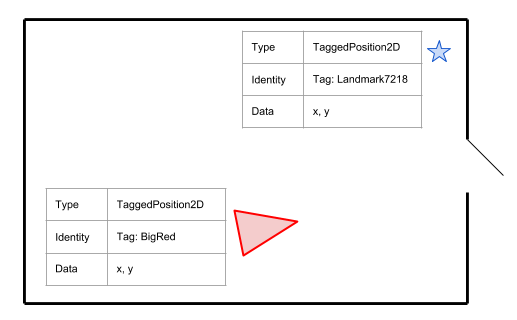 Type TaggedPosition2D
Identity Tag: Landmark7218
Data x, y
Type TaggedPosition2D
Identity Tag: BigRed
Data x, y